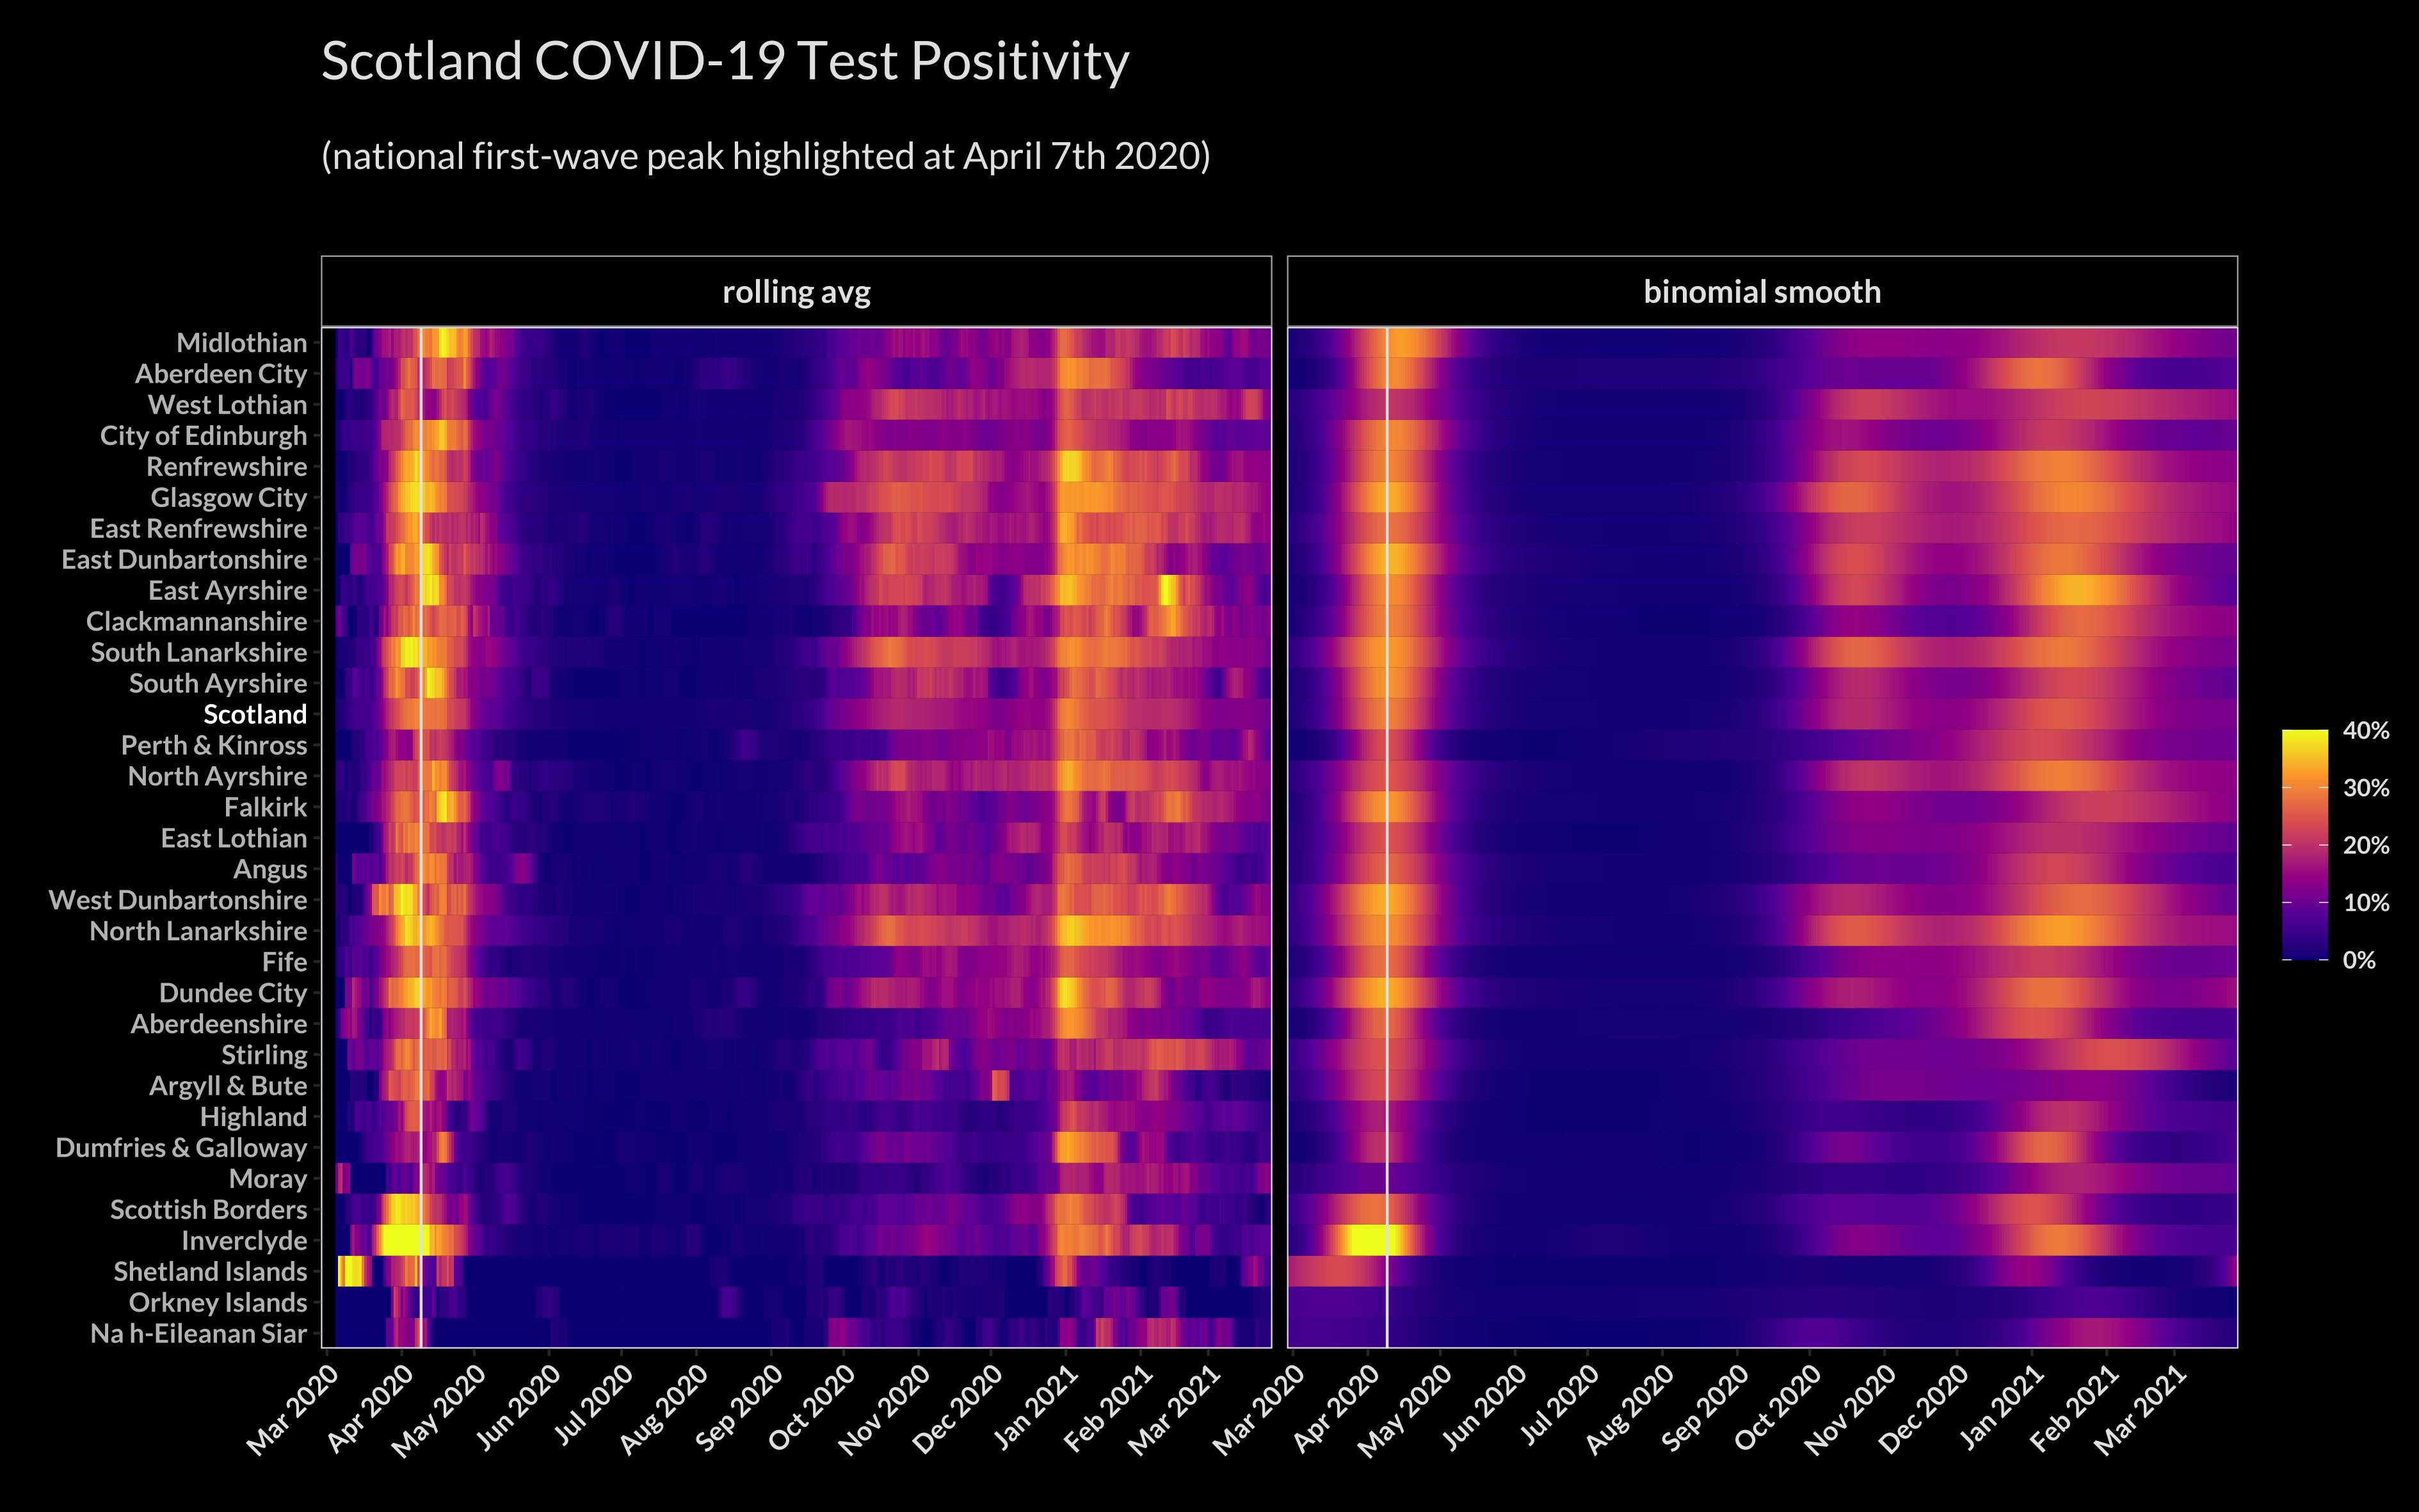 Scotland COVID-19 Test Positivity
(national first-wave peak highlighted at April 7th 2020)
rolling avg
binomial smooth
Midlothian
Aberdeen City
West Lothian
City of Edinburgh
Renfrewshire
Glasgow City
East Renfrewshire
East Dunbartonshire
East Ayrshire
Clackmannanshire
South Lanarkshire
South Ayrshire
Scotland
Perth & Kinross
North Ayrshire
Falkirk
East Lothian
Angus
West Dunbartonshire
North Lanarkshire
Fife
Dundee City
Aberdeenshire
Stirling
Argyll & Bute
Highland
Dumfries & Galloway
Moray
Scottish Borders
Inverclyde
Shetland Islands
Orkney Islands
Na h-Eileanan Siar
Mar 2020
Apr 2020
May 2020
Jun 2020
Jul 2020
Aug 2020
Sep 2020
Oct 2020
Nov 2020
Dec 2020
Jan 2021
Feb 2021
Mar 2021
Mar 2020
Apr 2020
May 2020
Jun 2020
Jul 2020
Aug 2020
Sep 2020
Oct 2020
Nov 2020
Dec 2020
Jan 2021
Feb 2021
Mar 2021
40%
30%
20%
10%
0%